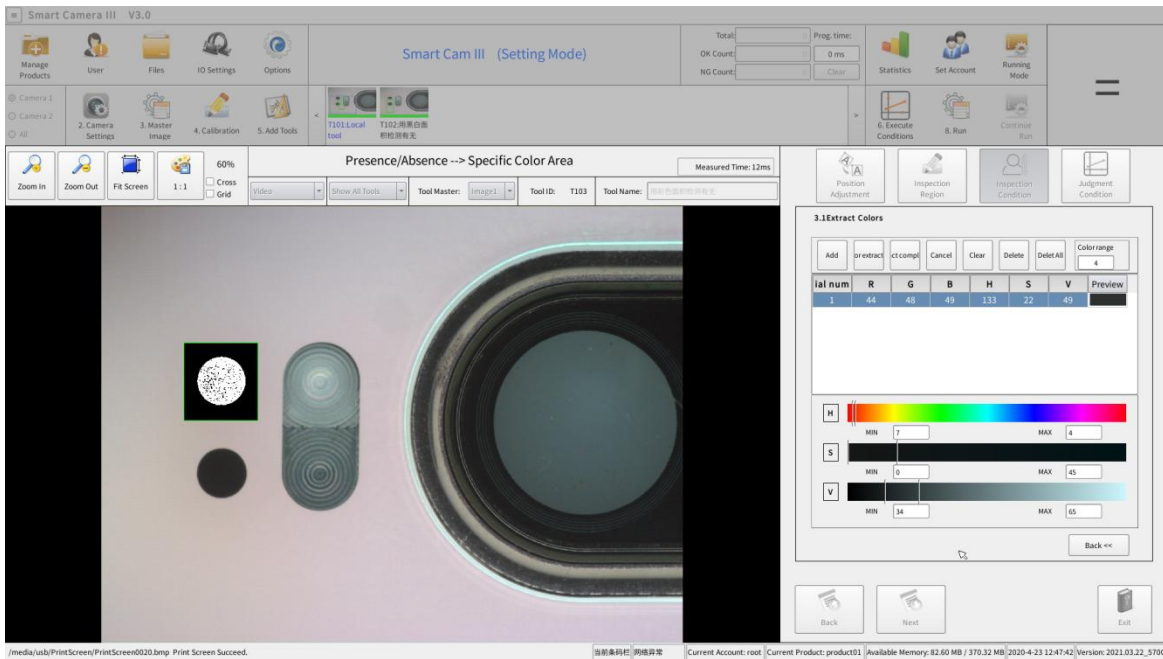 Smart Camera III V3.0
Manage Products
User
Files
IO Settings
Options
Smart Cam III (Setting Mode)
Total:
0
OK Count:
NG Count:
Prog. time:
0 ms
Clear
Statistics
Set Account
Running Mode
Camera 1
Camera 2
All
2. Camera Settings
3. Master Image
4. Calibration
5. Add Tools
<
T101:Local tool
T102:用黑白面积检测有无
>
6. Execute Conditions
8. Run
Continue Run
Zoom In
Zoom Out
Fit Screen
1 : 1
60%
Cross
Grid
Presence/Absence --> Specific Color Area
Measured Time: 12ms
Video
Show All Tools
Tool Master:
Image1
ToolID: T103
Tool Name:
Position Adjustment
Inspection Region
Inspection Condition
Judgment Condition
3.1Extract Colors
Add
or extract
ct compl
Cancel
Clear
Delete
Delet All
Color range
4
ial num R G B H S V Preview
1 44 48 49 133 22 49
H
MIN 7 MAX 4
S
MIN 0 MAX 45
V
MIN 34 MAX 65
Back <<
Back
Next
Exit
/media/usb/PrintScreen/PrintScreen0020.bmp Print Screen Succeed.
当前条码栏 网络异常 Current Account: root Current Product: product01 Available Memory: 82.60 MB / 370.32 MB 2020-4-23 12:47:42 Version: 2021.03.22_570